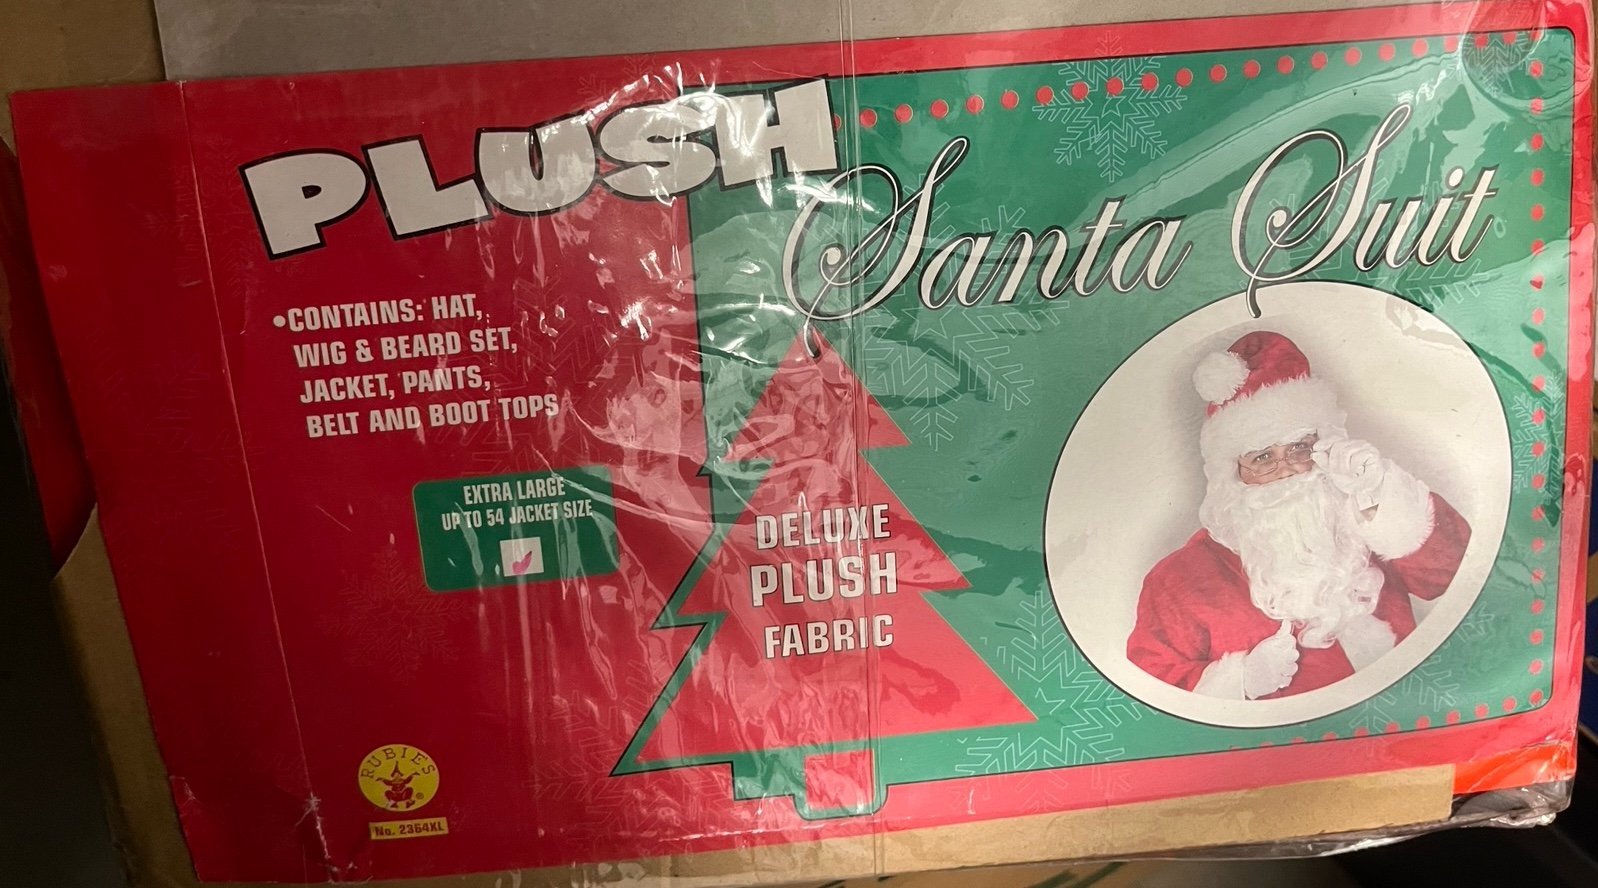 PLUSH
Santa Suit
•CONTAINS: HAT,
WIG & BEARD SET,
JACKET, PANTS,
BELT AND BOOT TOPS
EXTRA LARGE
UP TO 54 JACKET SIZE
DELUXE
PLUSH
FABRIC
RUBIES
®
No. 2364XL